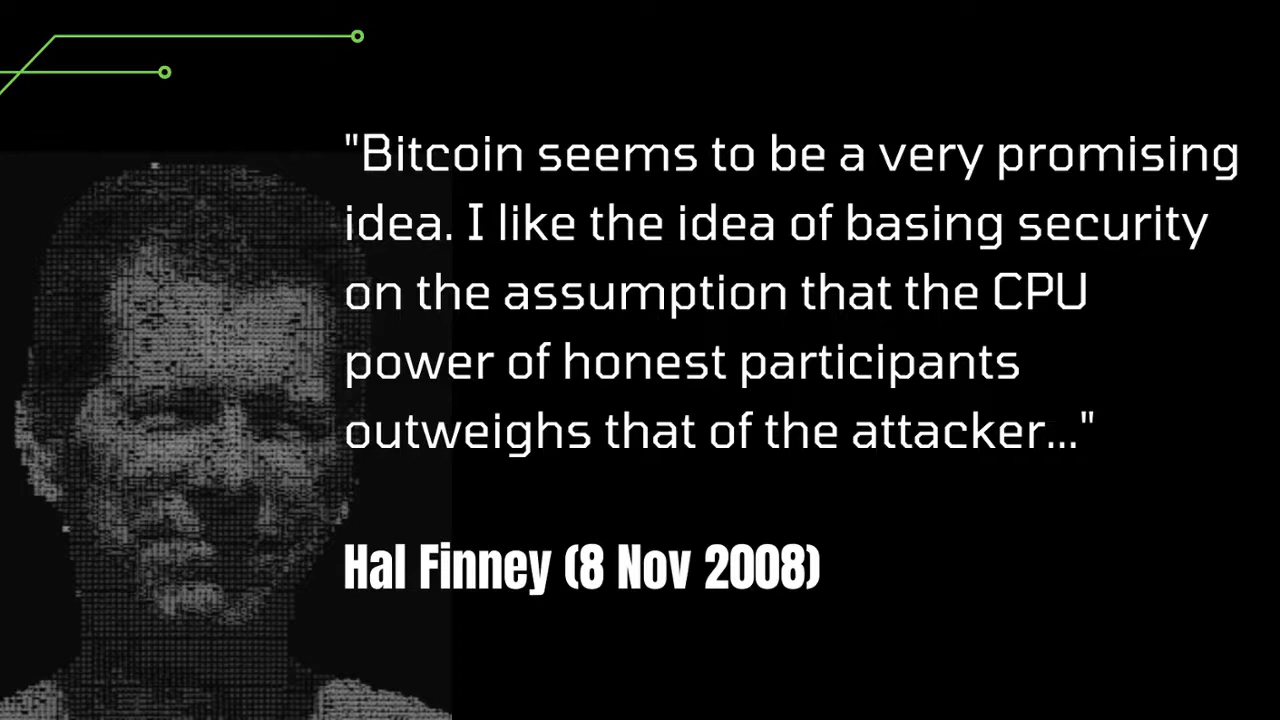 "Bitcoin seems to be a very promising
idea. I like the idea of basing security
on the assumption that the CPU
power of honest participants
outweighs that of the attacker..."
Hal Finney (8 Nov 2008)